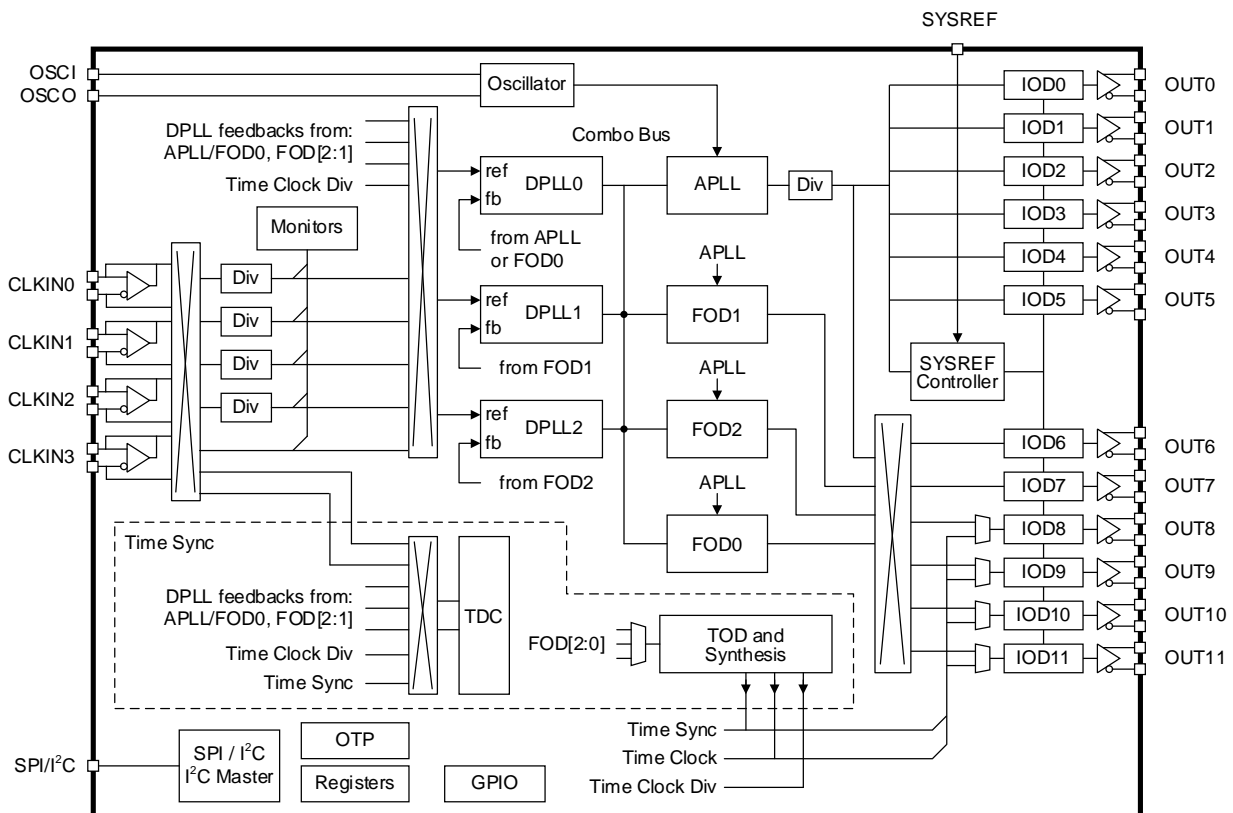 SYSREF
OSCI
OSCO
Oscillator
IOD0
OUT0
DPLL feedbacks from:
APLL/FOD0, FOD[2:1]
Combo Bus
IOD1
OUT1
Time Clock Div
ref
fb
DPLL0
APLL
Div
IOD2
OUT2
Monitors
IOD3
OUT3
from APLL
or FOD0
APLL
IOD4
OUT4
CLKIN0
Div
ref
fb
DPLL1
FOD1
IOD5
OUT5
Div
CLKIN1
Div
from FOD1
APLL
SYSREF
Controller
CLKIN2
Div
ref
fb
DPLL2
FOD2
CLKIN3
IOD6
OUT6
from FOD2
APLL
IOD7
OUT7
Time Sync
FOD0
IOD8
OUT8
IOD9
OUT9
DPLL feedbacks from:
APLL/FOD0, FOD[2:1]
TDC
IOD10
OUT10
FOD[2:0]
TOD and
Synthesis
Time Clock Div
IOD11
OUT11
Time Sync
Time Sync
SPI/I²C
SPI / I²C
I²C Master
OTP
Time Clock
Registers
GPIO
Time Clock Div